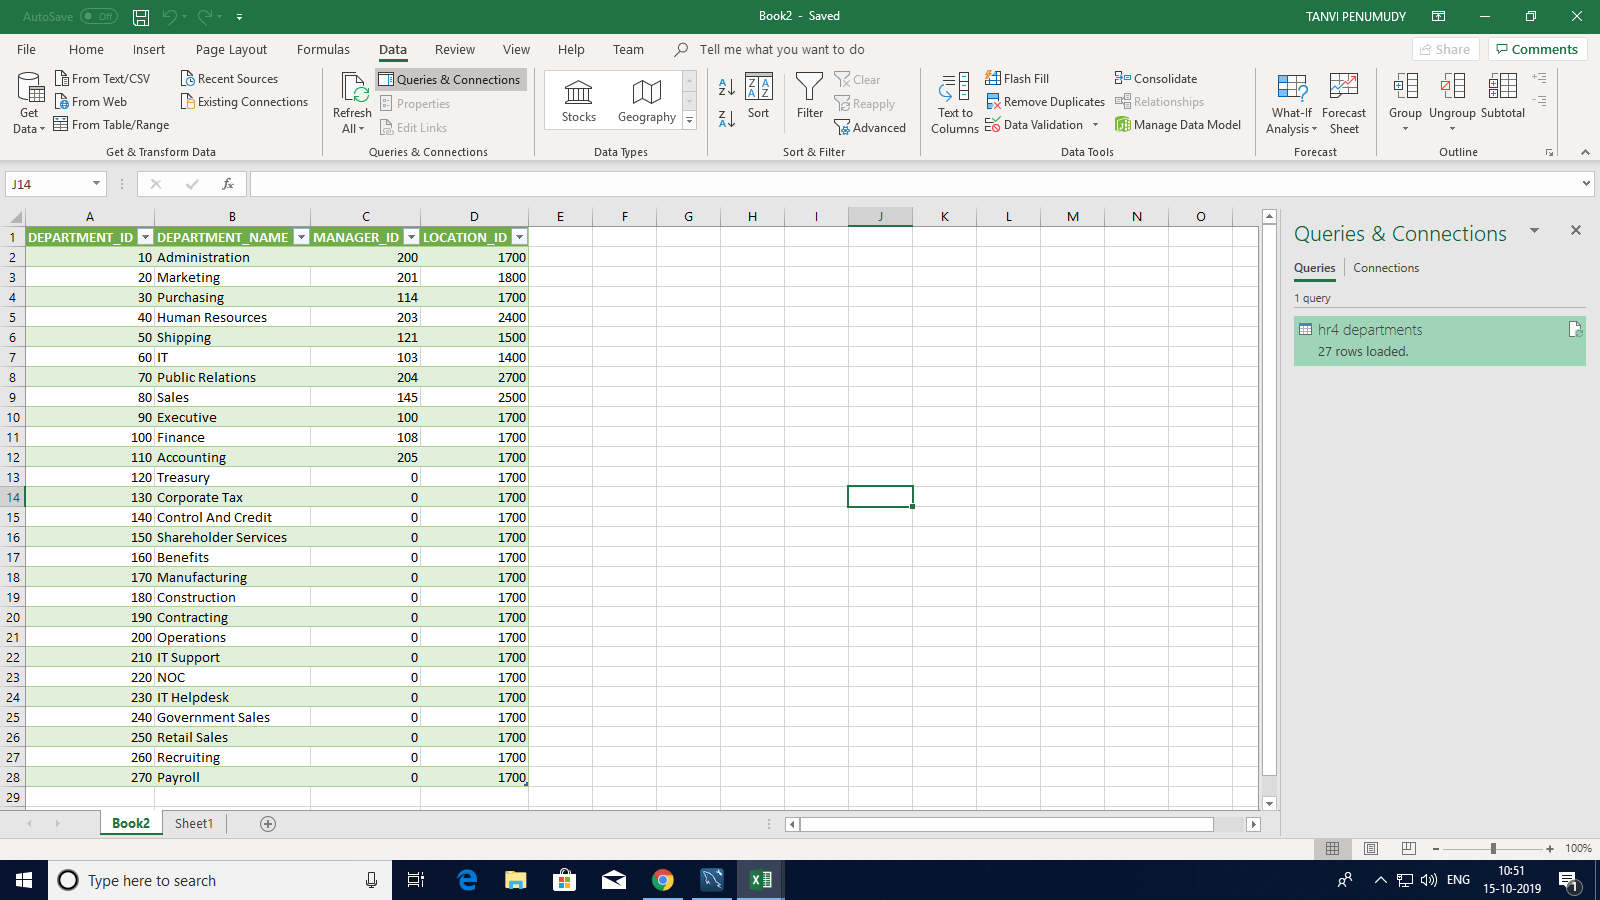 AutoSave Off
Book2 - Saved
TANVI PENUMUDY
File Home Insert Page Layout Formulas Data Review View Help Team Tell me what you want to do
Share Comments
Get Data
From Text/CSV
From Web
From Table/Range
Recent Sources
Existing Connections
Get & Transform Data
Refresh All
Queries & Connections
Properties
Edit Links
Queries & Connections
Stocks
Geography
Data Types
Sort
Filter
Clear
Reapply
Advanced
Sort & Filter
Text to Columns
Flash Fill
Remove Duplicates
Data Validation
Consolidate
Relationships
Manage Data Model
Data Tools
What-If Analysis
Forecast Sheet
Forecast
Group
Ungroup
Subtotal
Outline
J14
fx
A B C D E F G H I J K L M N O
1 DEPARTMENT_ID DEPARTMENT_NAME MANAGER_ID LOCATION_ID
2 10 Administration 200 1700
3 20 Marketing 201 1800
4 30 Purchasing 114 1700
5 40 Human Resources 203 2400
6 50 Shipping 121 1500
7 60 IT 103 1400
8 70 Public Relations 204 2700
9 80 Sales 145 2500
10 90 Executive 100 1700
11 100 Finance 108 1700
12 110 Accounting 205 1700
13 120 Treasury 0 1700
14 130 Corporate Tax 0 1700
15 140 Control And Credit 0 1700
16 150 Shareholder Services 0 1700
17 160 Benefits 0 1700
18 170 Manufacturing 0 1700
19 180 Construction 0 1700
20 190 Contracting 0 1700
21 200 Operations 0 1700
22 210 IT Support 0 1700
23 220 NOC 0 1700
24 230 IT Helpdesk 0 1700
25 240 Government Sales 0 1700
26 250 Retail Sales 0 1700
27 260 Recruiting 0 1700
28 270 Payroll 0 1700
29
Queries & Connections
Queries Connections
1 query
hr4 departments
27 rows loaded.
Book2 Sheet1
100%
Type here to search
ENG
10:51
15-10-2019
1